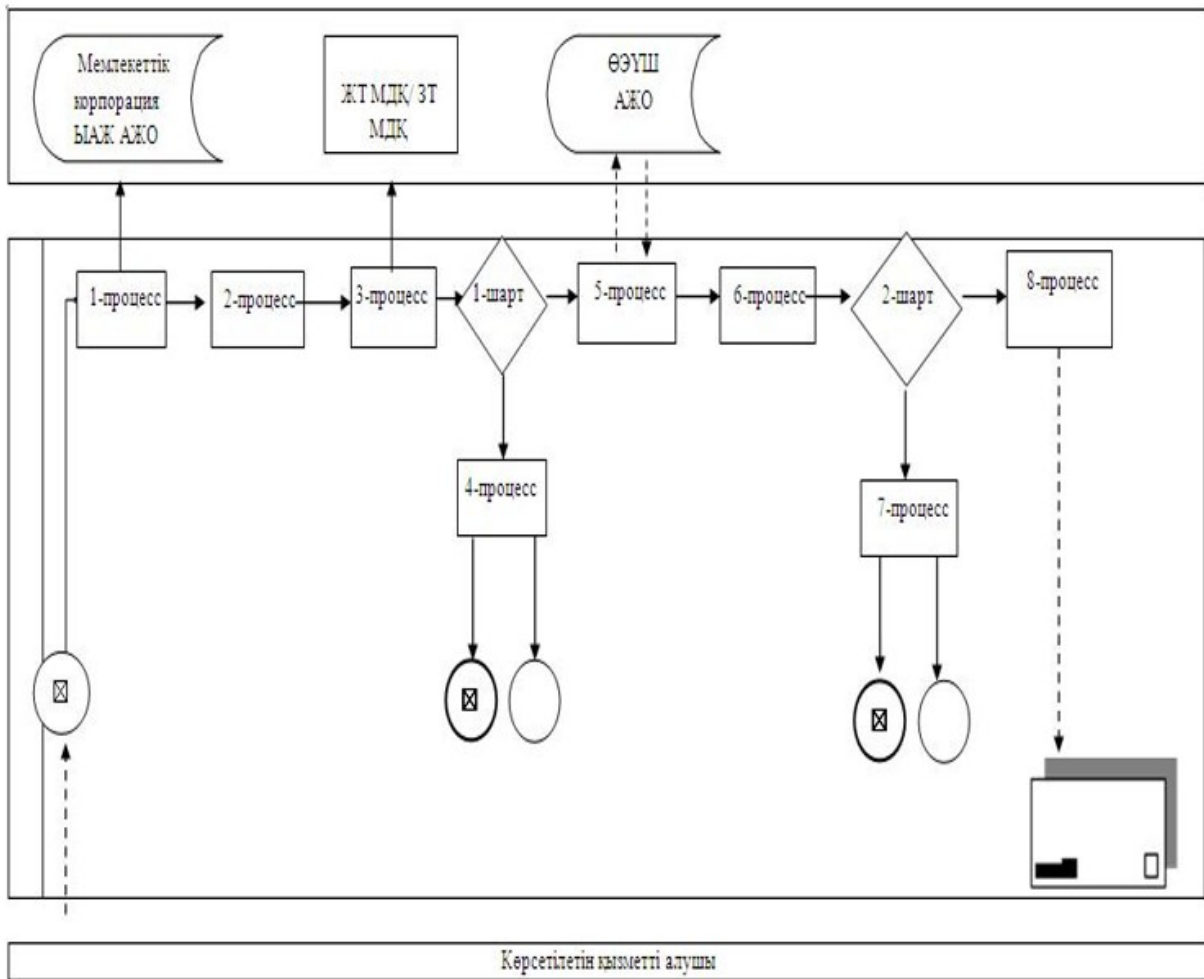 Мемлекеттік
корпорация
ЫАЖ АЖО
ЖТ МДҚ/ ЗТ
МДҚ
ӨЭҮШ
АЖО
1-процесс
2-процесс
3-процесс
1-шарт
5-процесс
6-процесс
2-шарт
8-процесс
4-процесс
7-процесс
Көрсетілетін қызметті алушы